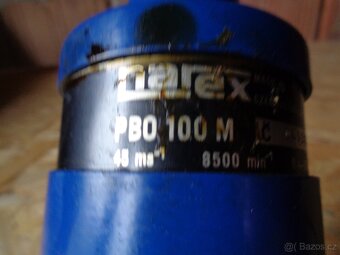 narex
PBO 100 M
C
48 ms⁻¹ 8500 min⁻¹
© Bazos.cz